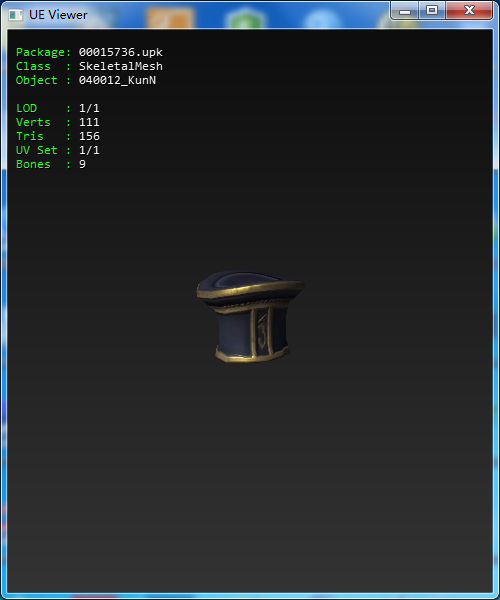 UE Viewer
Package: 00015736.upk
Class : SkeletalMesh
Object : 040012_KunN
LOD : 1/1
Verts : 111
Tris : 156
UV Set : 1/1
Bones : 9